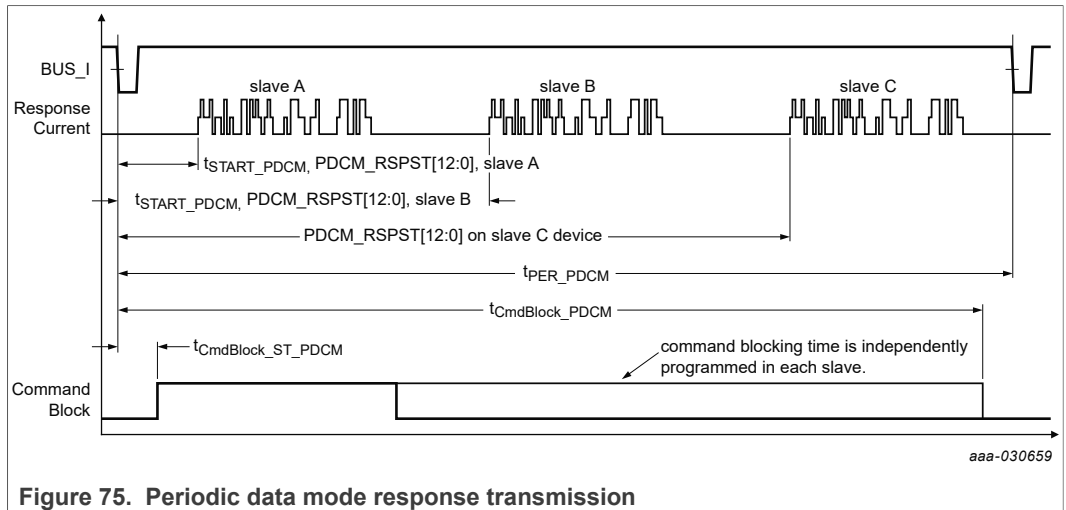 BUS_I
Response
Current
slave A
slave B
slave C
tSTART_PDCM, PDCM_RSPST[12:0], slave A
tSTART_PDCM, PDCM_RSPST[12:0], slave B
PDCM_RSPST[12:0] on slave C device
tPER_PDCM
tCmdBlock_PDCM
tCmdBlock_ST_PDCM
command blocking time is independently
programmed in each slave.
Command
Block
aaa-030659
Figure 75. Periodic data mode response transmission